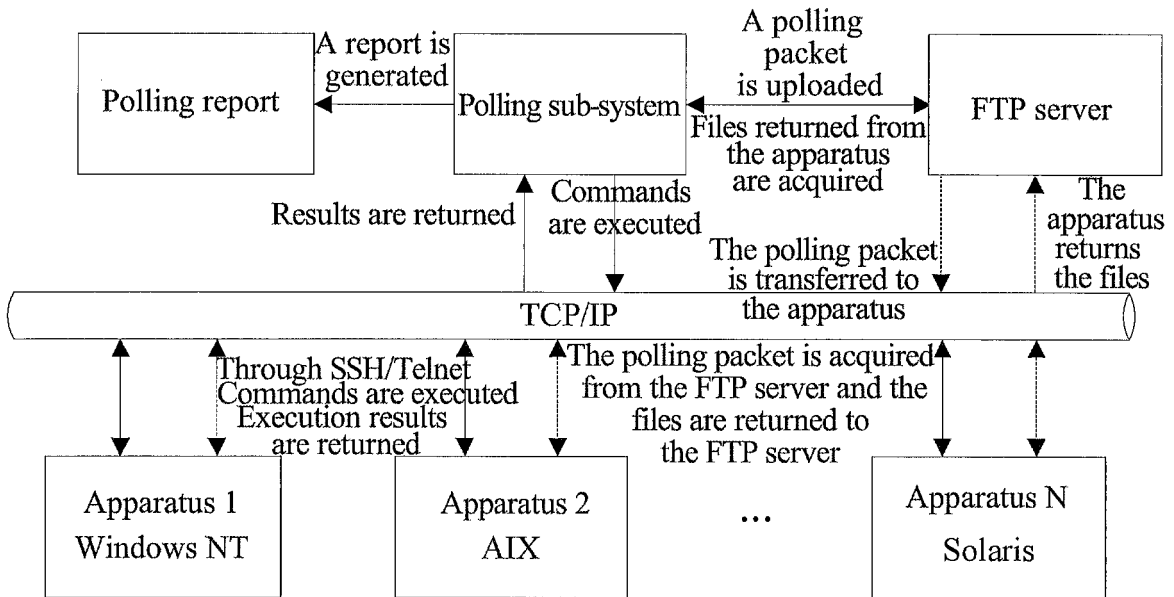 A report is
generated
Polling report
Polling sub-system
A polling
packet
is uploaded
Files returned from
the apparatus
are acquired
FTP server
Results are returned
Commands
are executed
The polling packet
is transferred to
the apparatus
The
apparatus
returns
the files
TCP/IP
Through SSH/Telnet
Commands are executed
Execution results
are returned
The polling packet is acquired
from the FTP server and the
files are returned to
the FTP server
Apparatus 1
Windows NT
Apparatus 2
AIX
...
Apparatus N
Solaris